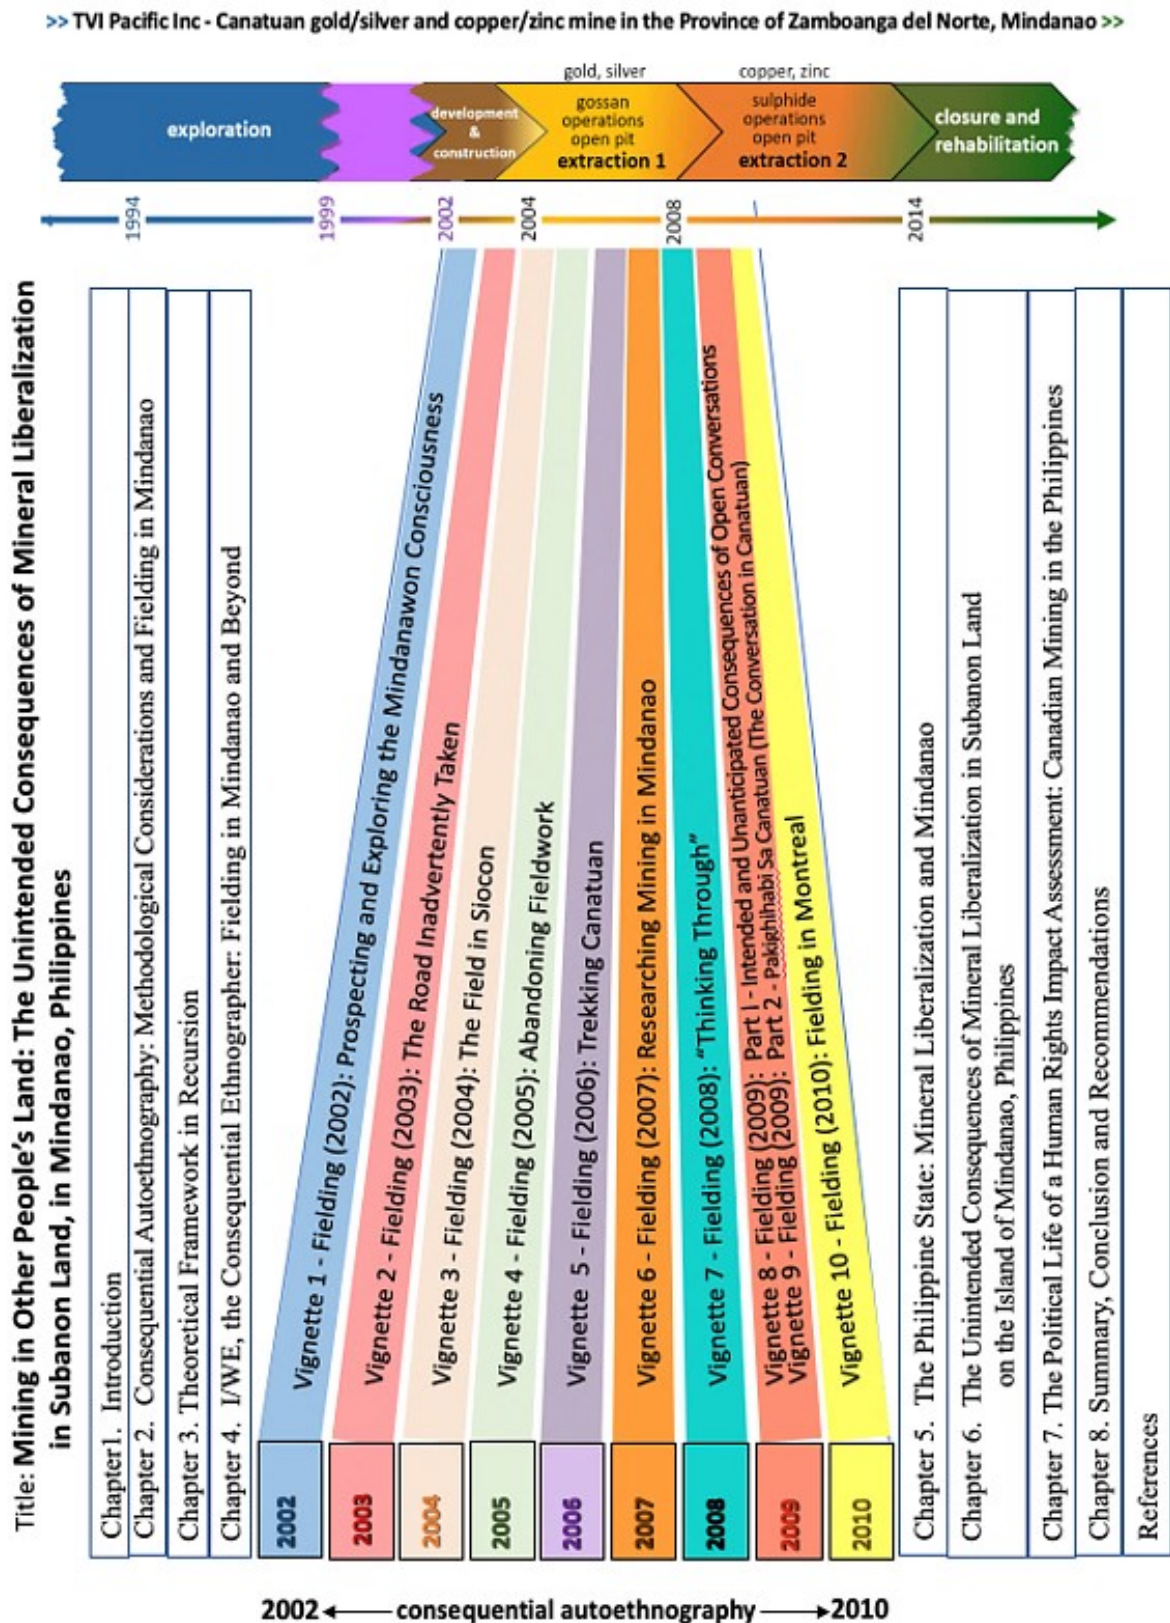 >> TVI Pacific Inc - Canatuan gold/silver and copper/zinc mine in the Province of Zamboanga del Norte, Mindanao >>
gold, silver
copper, zinc
exploration
development
&
construction
gossan
operations
open pit
extraction 1
sulphide
operations
open pit
extraction 2
closure and
rehabilitation
1994
1999
2002
2004
2008
2014
Title: Mining in Other People's Land: The Unintended Consequences of Mineral Liberalization
in Subanon Land, in Mindanao, Philippines
Chapter1. Introduction
Chapter 2. Consequential Autoethnography: Methodological Considerations and Fielding in Mindanao
Chapter 3. Theoretical Framework in Recursion
Chapter 4. I/WE, the Consequential Ethnographer: Fielding in Mindanao and Beyond
2002
Vignette 1 - Fielding (2002): Prospecting and Exploring the Mindanawon Consciousness
2003
Vignette 2 - Fielding (2003): The Road Inadvertently Taken
2004
Vignette 3 - Fielding (2004): The Field in Siocon
2005
Vignette 4 - Fielding (2005): Abandoning Fieldwork
2006
Vignette 5 - Fielding (2006): Trekking Canatuan
2007
Vignette 6 - Fielding (2007): Researching Mining in Mindanao
2008
Vignette 7 - Fielding (2008): "Thinking Through"
2009
Vignette 8 - Fielding (2009): Part I - Intended and Unanticipated Consequences of Open Conversations
Vignette 9 - Fielding (2009): Part 2 - Pakighihabi Sa Canatuan (The Conversation in Canatuan)
2010
Vignette 10 - Fielding (2010): Fielding in Montreal
Chapter 5. The Philippine State: Mineral Liberalization and Mindanao
Chapter 6. The Unintended Consequences of Mineral Liberalization in Subanon Land
on the Island of Mindanao, Philippines
Chapter 7. The Political Life of a Human Rights Impact Assessment: Canadian Mining in the Philippines
Chapter 8. Summary, Conclusion and Recommendations
References
2002 ←— consequential autoethnography —→ 2010